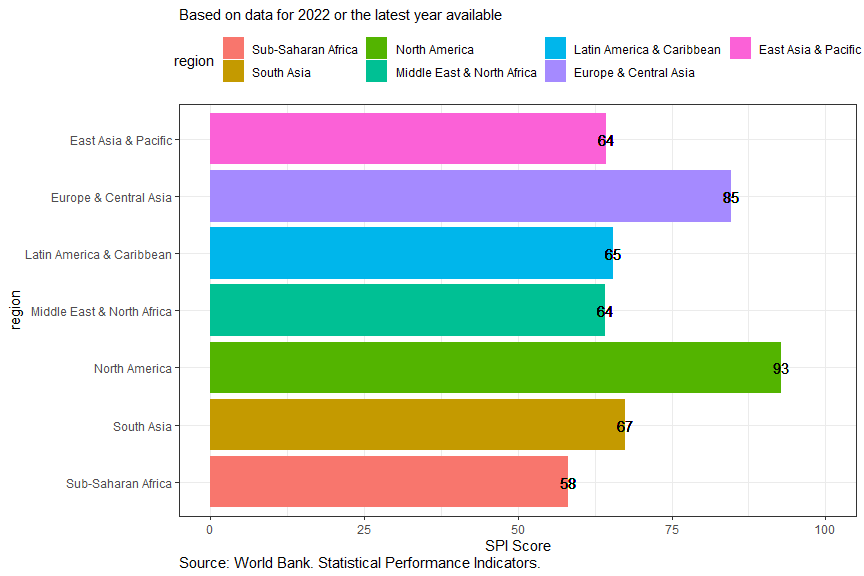 Based on data for 2022 or the latest year available
region
Sub-Saharan Africa
North America
Latin America & Caribbean
East Asia & Pacific
South Asia
Middle East & North Africa
Europe & Central Asia
region
East Asia & Pacific
64
Europe & Central Asia
85
Latin America & Caribbean
65
Middle East & North Africa
64
North America
93
South Asia
67
Sub-Saharan Africa
58
0 25 50 75 100
SPI Score
Source: World Bank. Statistical Performance Indicators.